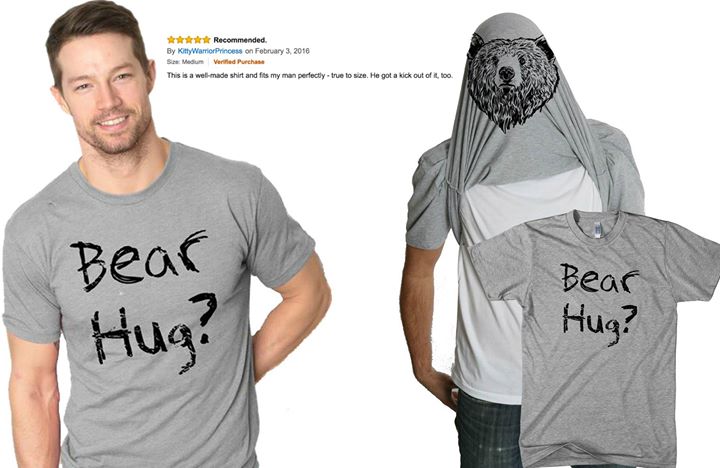 Recommended.
By KittyWarriorPrincess on February 3, 2016
Size: Medium | Verified Purchase
This is a well-made shirt and fits my man perfectly - true to size. He got a kick out of it, too.
Bear
Hug?
Bear
Hug?